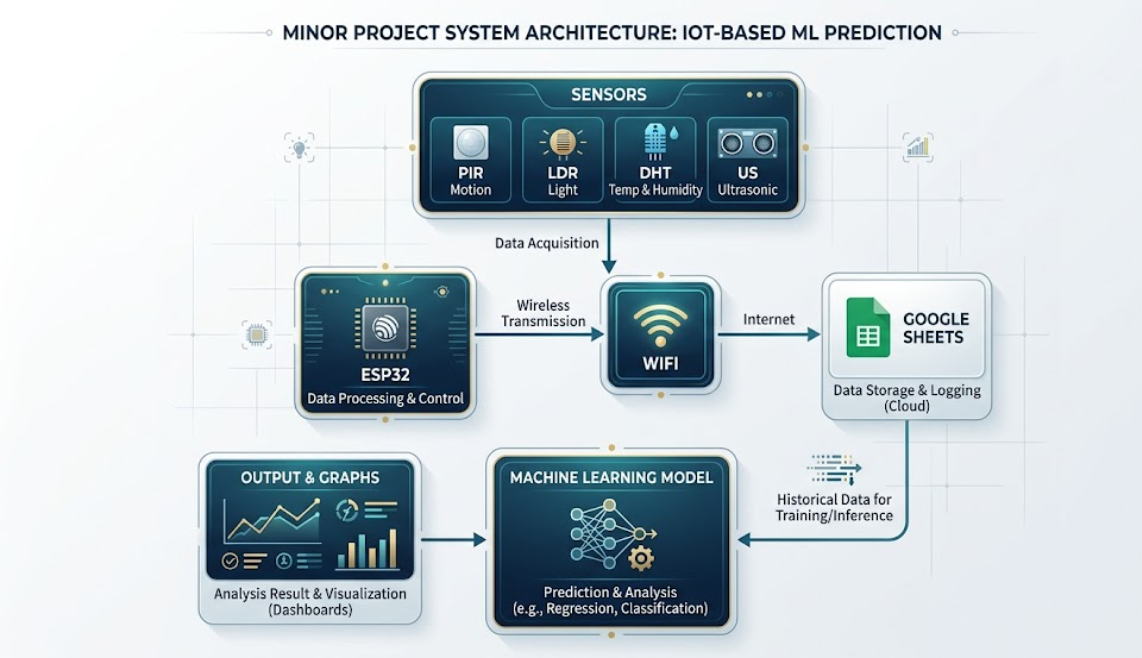 MINOR PROJECT SYSTEM ARCHITECTURE: IOT-BASED ML PREDICTION
SENSORS
PIR
Motion
LDR
Light
DHT
Temp & Humidity
US
Ultrasonic
Data Acquisition
ESP32
Data Processing & Control
Wireless
Transmission
WIFI
Internet
GOOGLE
SHEETS
Data Storage & Logging
(Cloud)
OUTPUT & GRAPHS
Analysis Result & Visualization
(Dashboards)
MACHINE LEARNING MODEL
Prediction & Analysis
(e.g., Regression, Classification)
Historical Data for
Training/Inference